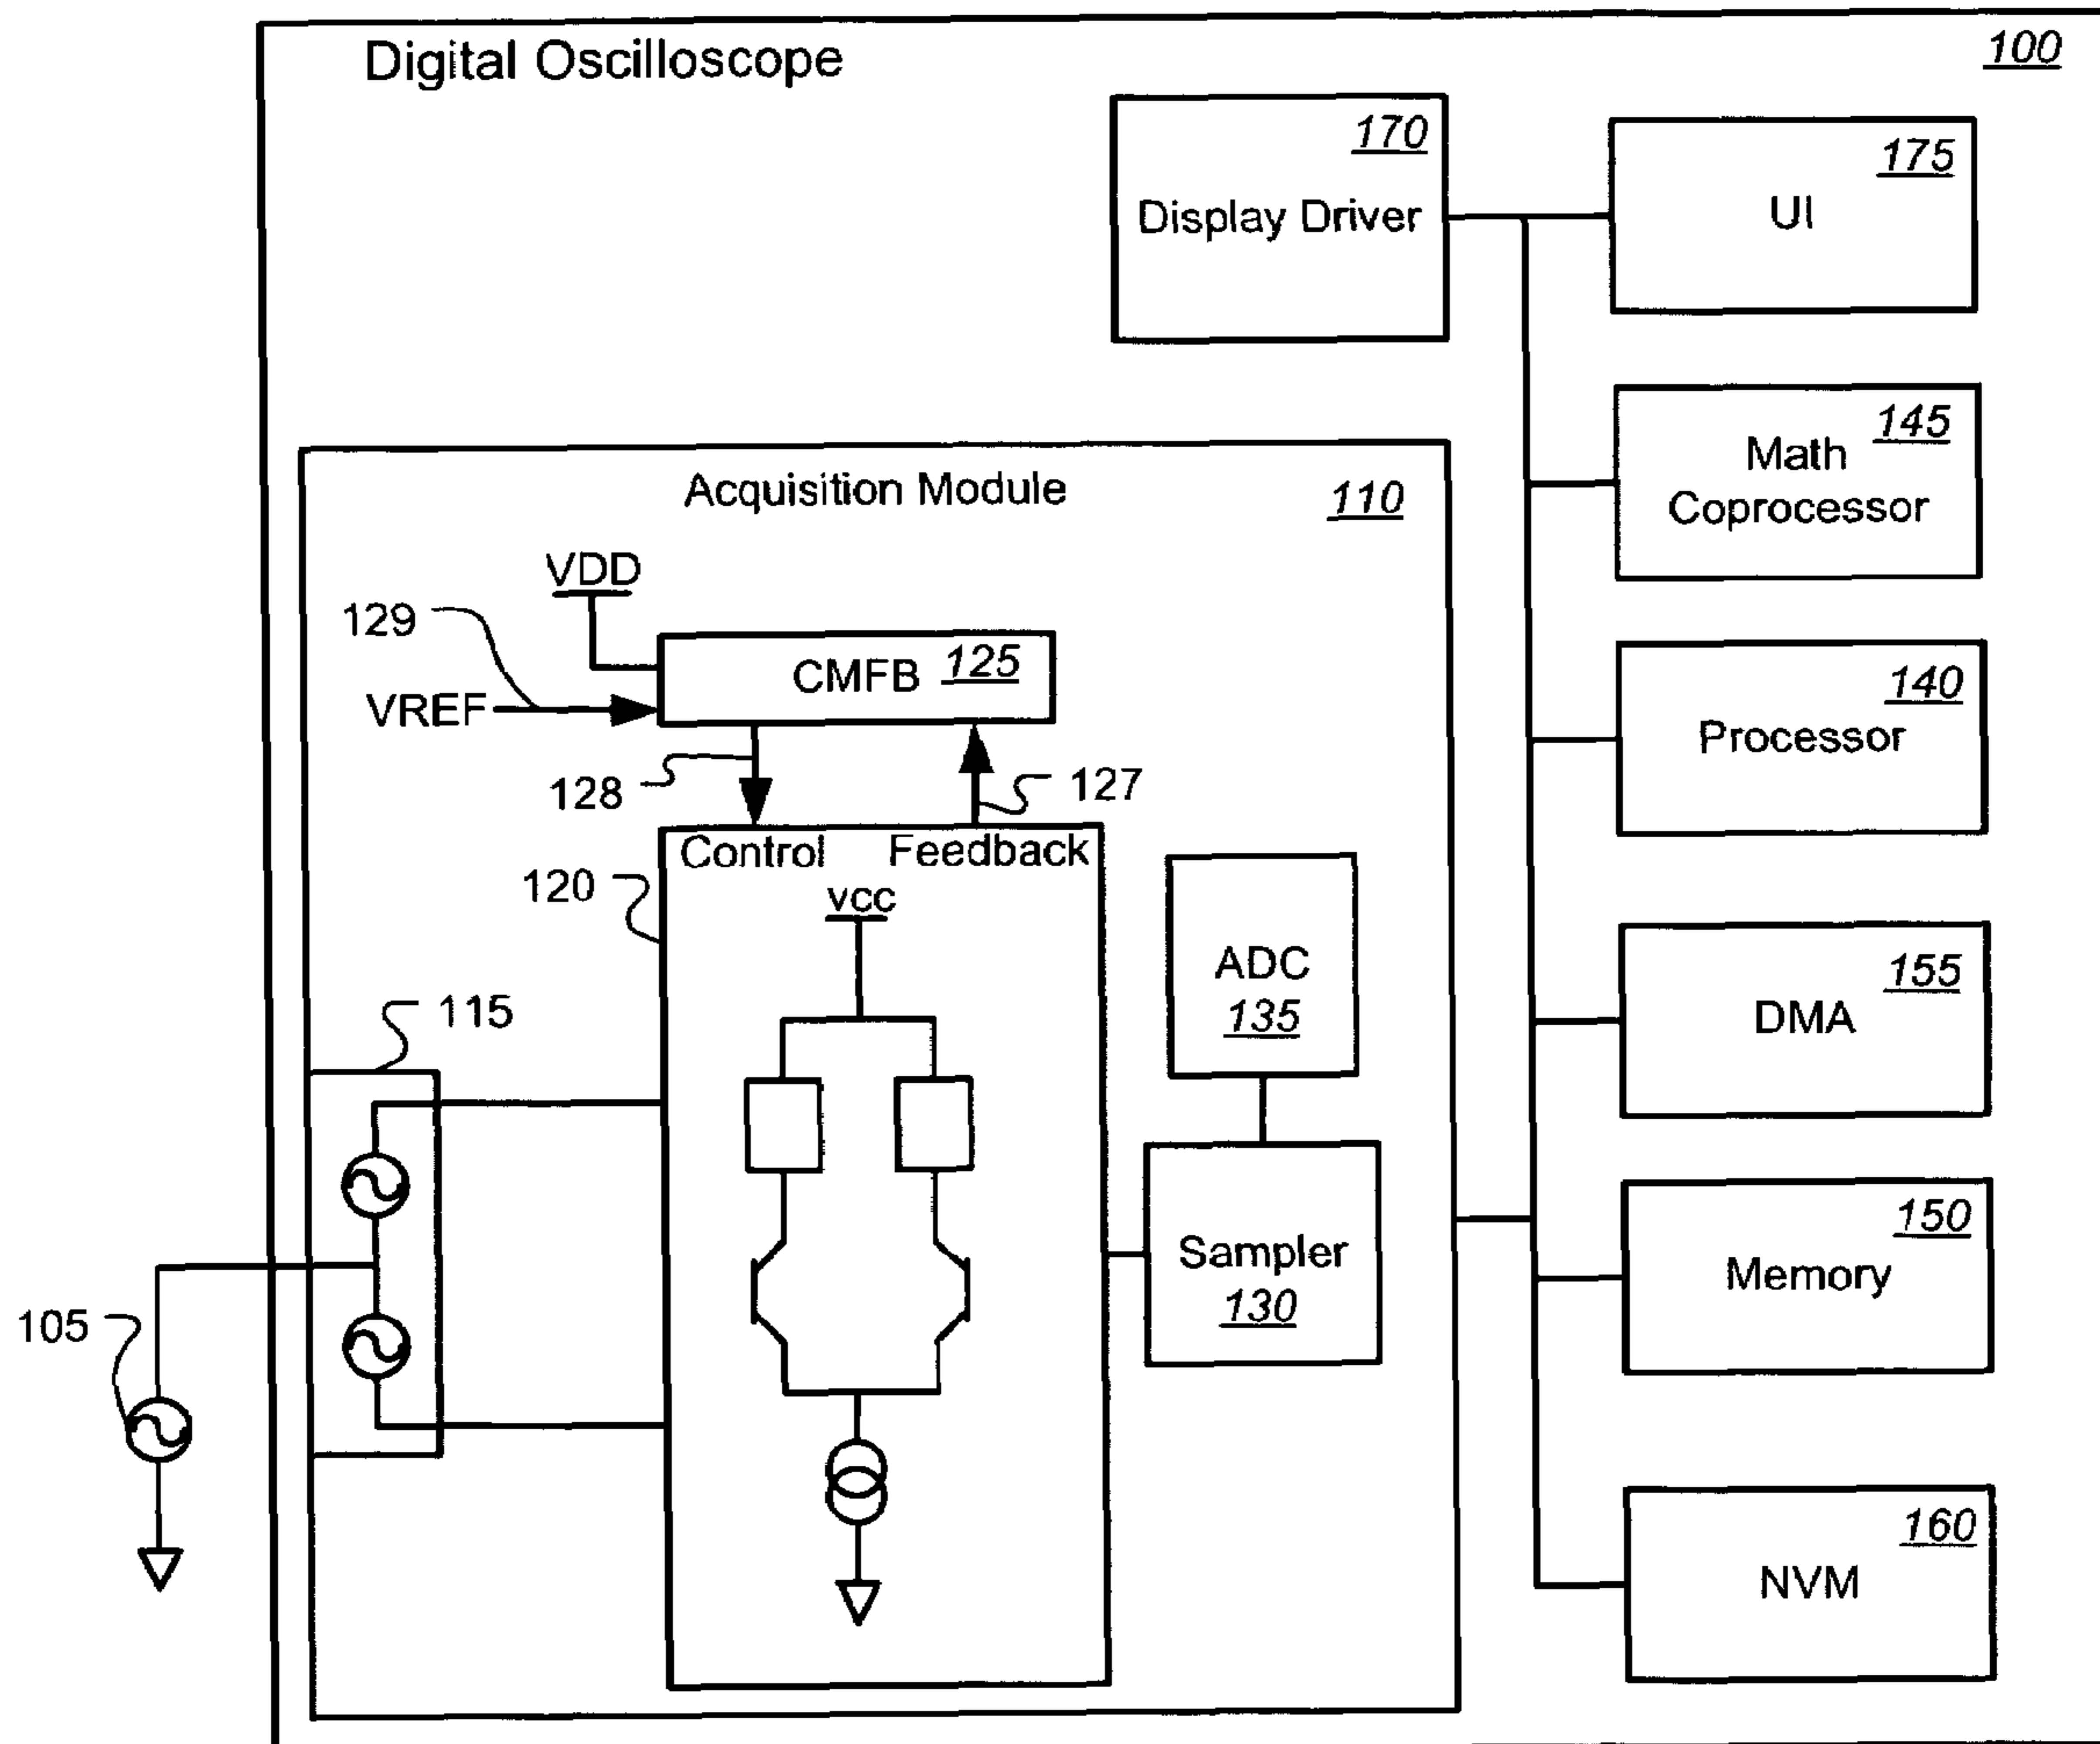 Digital Oscilloscope
100
170
Display Driver
175
UI
145
Math
Coprocessor
Acquisition Module
110
VDD
129
CMFB 125
VREF
128
127
140
Processor
Control
Feedback
120
vcc
ADC
135
155
DMA
115
Sampler
130
150
Memory
105
160
NVM